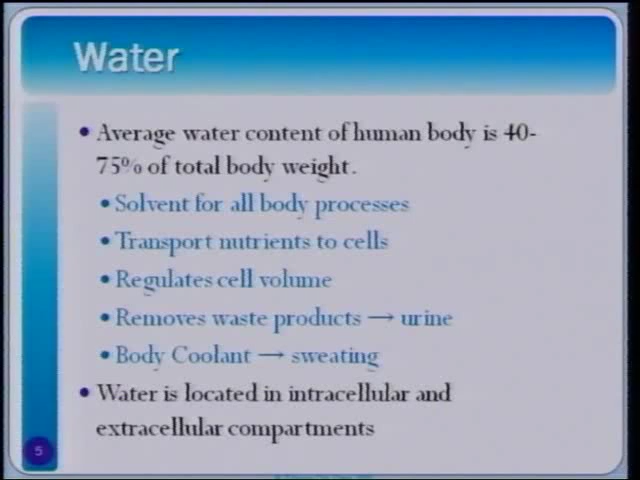 Water
• Average water content of human body is 40-
75% of total body weight.
• Solvent for all body processes
• Transport nutrients to cells
• Regulates cell volume
• Removes waste products → urine
• Body Coolant → sweating
• Water is located in intracellular and
extracellular compartments
5